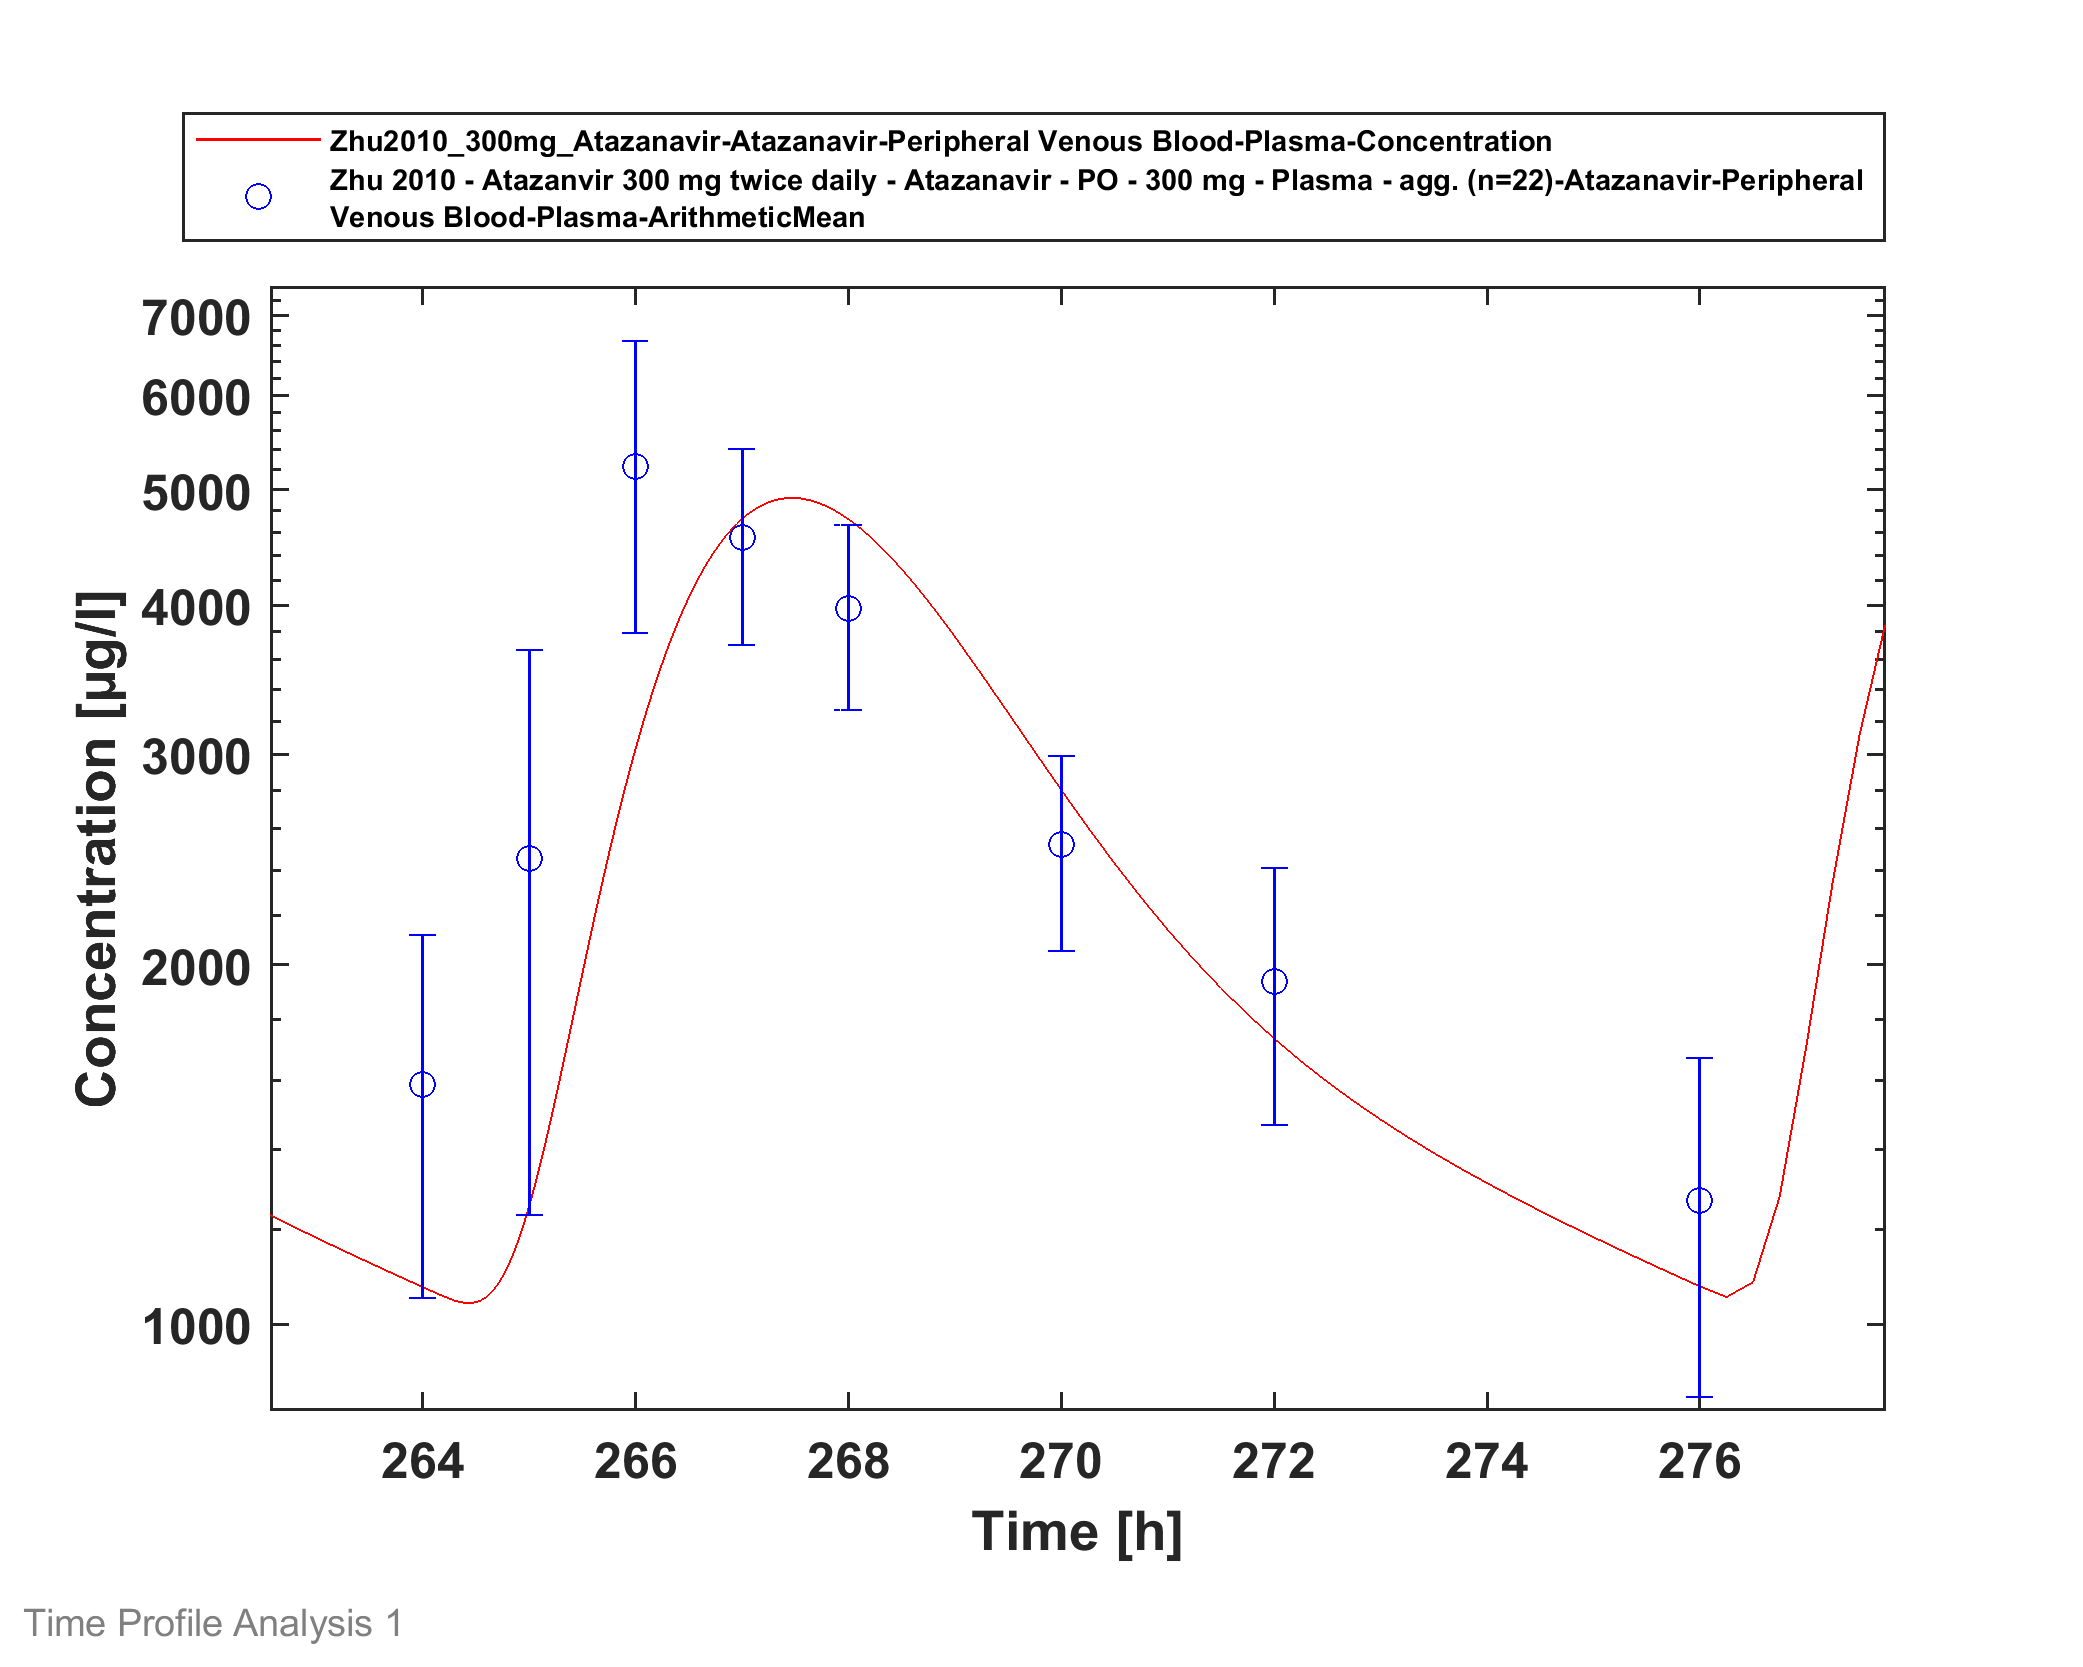 Zhu2010_300mg_Atazanavir-Atazanavir-Peripheral Venous Blood-Plasma-Concentration
Zhu 2010 - Atazanvir 300 mg twice daily - Atazanavir - PO - 300 mg - Plasma - agg. (n=22)-Atazanavir-Peripheral
Venous Blood-Plasma-ArithmeticMean
7000
6000
5000
4000
3000
2000
1000
Concentration [µg/l]
264 266 268 270 272 274 276
Time [h]
Time Profile Analysis 1